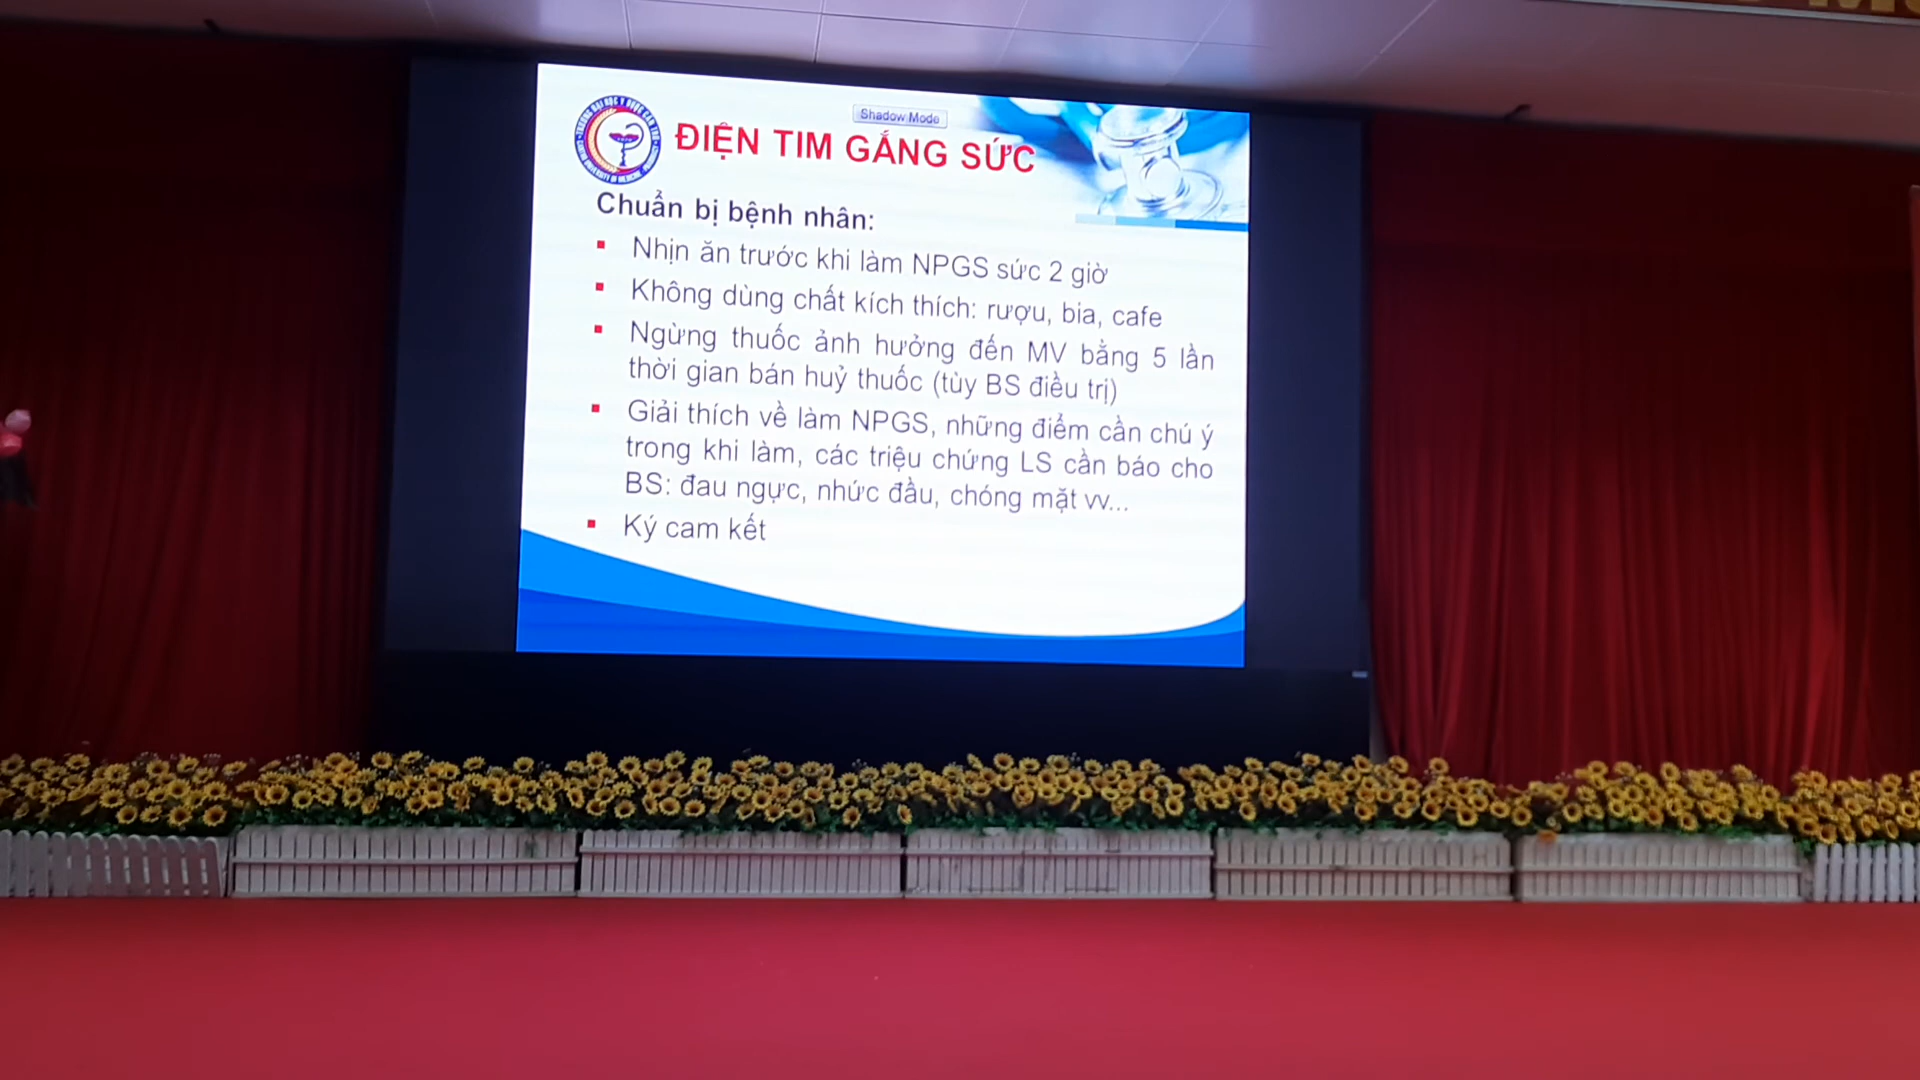 Shadow Mode
ĐIỆN TIM GẮNG SỨC
Chuẩn bị bệnh nhân:
▪ Nhịn ăn trước khi làm NPGS sức 2 giờ
▪ Không dùng chất kích thích: rượu, bia, cafe
▪ Ngừng thuốc ảnh hưởng đến MV bằng 5 lần
thời gian bán huỷ thuốc (tùy BS điều trị)
▪ Giải thích về làm NPGS, những điểm cần chú ý
trong khi làm, các triệu chứng LS cần báo cho
BS: đau ngực, nhức đầu, chóng mặt vv...
▪ Ký cam kết